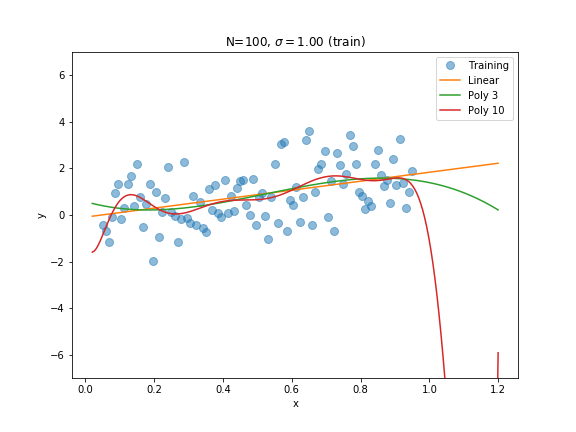 N=100, σ = 1.00 (train)
Training
Linear
Poly 3
Poly 10
6
4
2
0
−2
−4
−6
y
0.0 0.2 0.4 0.6 0.8 1.0 1.2
x